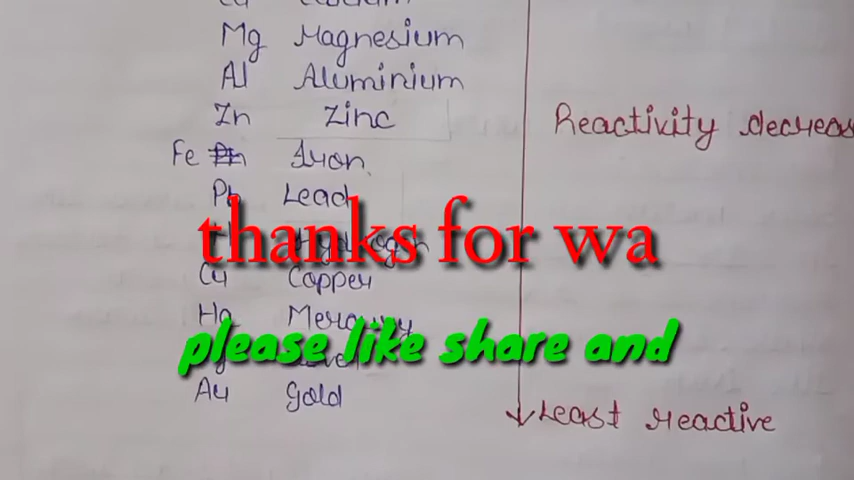 Mg Magnesium
Al Aluminium
Zn Zinc
Reactivity decreas
Fe Iron
Pb Lead
thanks for wa
Cu Copper
Hg Mercury
please like share and
Au Gold
Least reactive